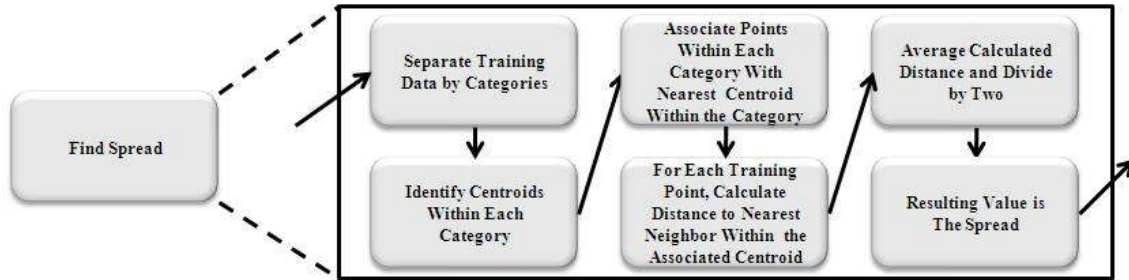 Find Spread
Separate Training
Data by Categories
Identify Centroids
Within Each
Category
Associate Points
Within Each
Category With
Nearest Centroid
Within the Category
For Each Training
Point, Calculate
Distance to Nearest
Neighbor Within the
Associated Centroid
Average Calculated
Distance and Divide
by Two
Resulting Value is
The Spread